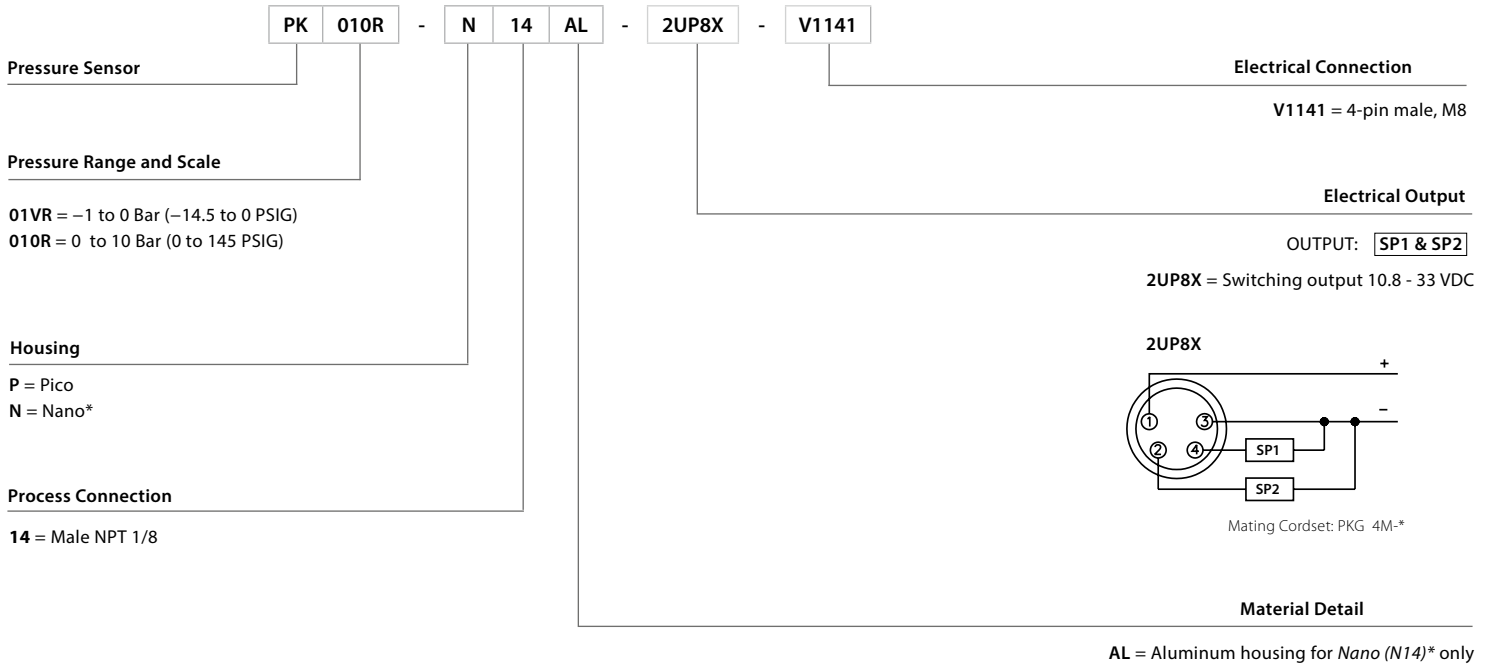 PK 010R - N 14 AL - 2UP8X - V1141
Pressure Sensor
Electrical Connection
V1141 = 4-pin male, M8
Pressure Range and Scale
01VR = −1 to 0 Bar (−14.5 to 0 PSIG)
010R = 0 to 10 Bar (0 to 145 PSIG)
Electrical Output
OUTPUT: SP1 & SP2
2UP8X = Switching output 10.8 - 33 VDC
Housing
P = Pico
N = Nano*
2UP8X
+
–
1 3
2 4 SP1
SP2
Mating Cordset: PKG 4M-*
Process Connection
14 = Male NPT 1/8
Material Detail
AL = Aluminum housing for Nano (N14)* only